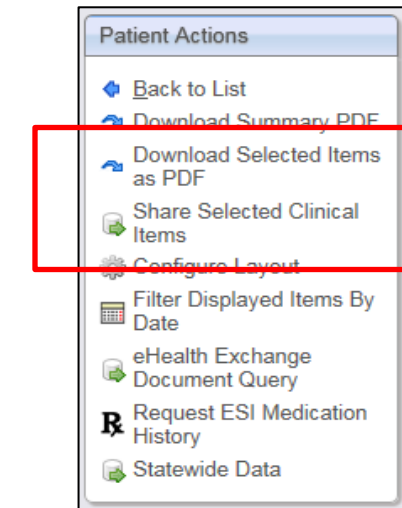 Patient Actions
Back to List
Download Summary PDF
Download Selected Items
as PDF
Share Selected Clinical
Items
Configure Layout
Filter Displayed Items By
Date
eHealth Exchange
Document Query
Request ESI Medication
History
Statewide Data